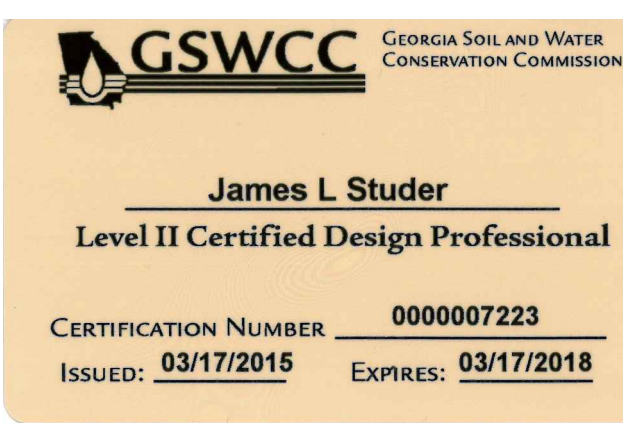 GSWCC
GEORGIA SOIL AND WATER
CONSERVATION COMMISSION
James L Studer
Level II Certified Design Professional
CERTIFICATION NUMBER 0000007223
ISSUED: 03/17/2015 EXPIRES: 03/17/2018